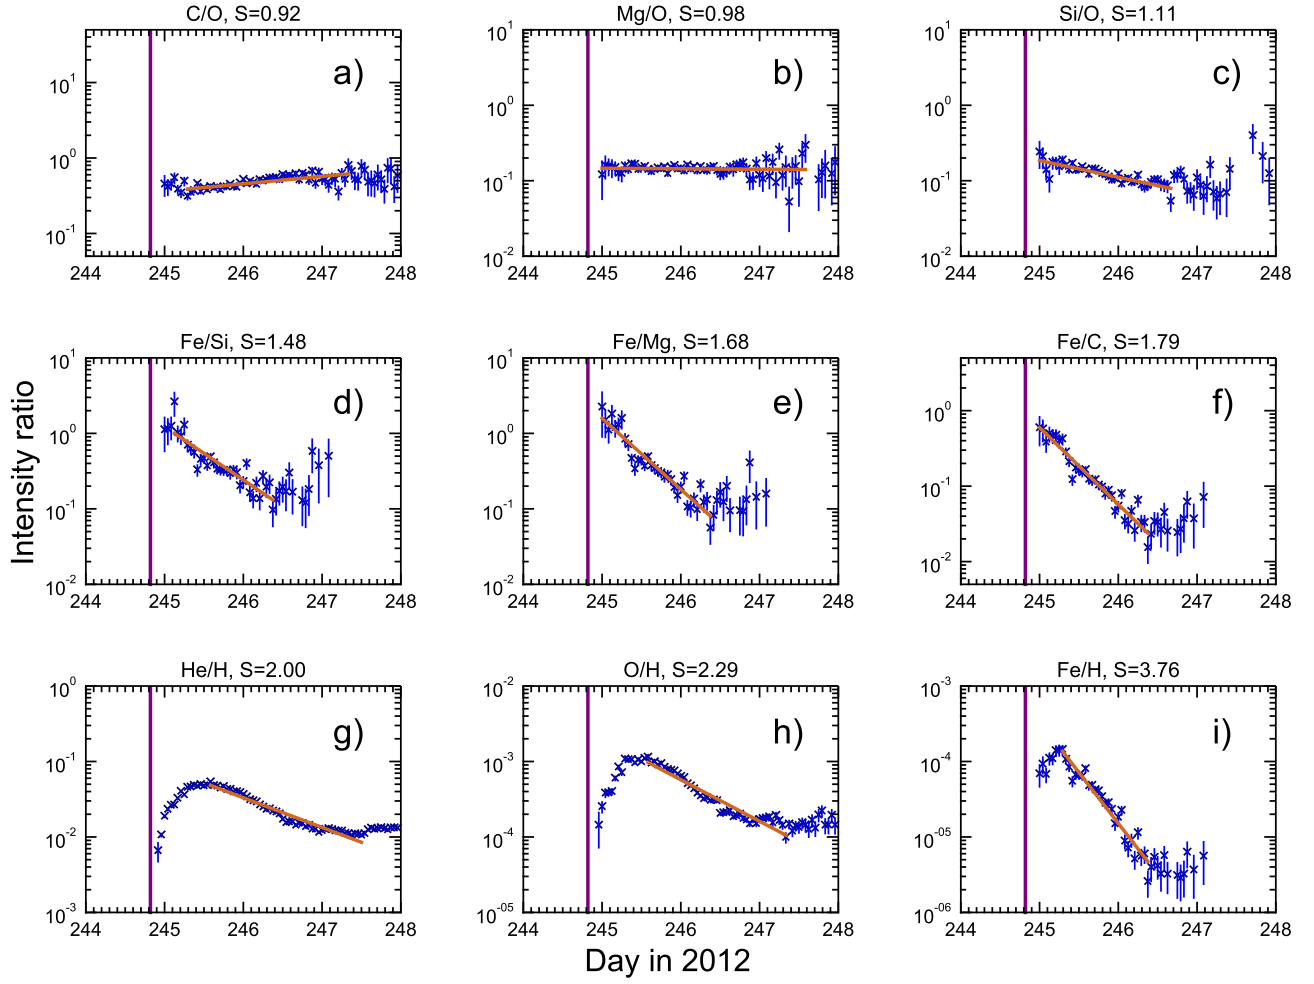 C/O, S=0.92
Mg/O, S=0.98
Si/O, S=1.11
a)
b)
c)
10^1
10^0
10^-1
10^1
10^0
10^-1
10^-2
10^1
10^0
10^-1
10^-2
244 245 246 247 248
244 245 246 247 248
244 245 246 247 248
Fe/Si, S=1.48
Fe/Mg, S=1.68
Fe/C, S=1.79
d)
e)
f)
10^1
10^0
10^-1
10^-2
10^1
10^0
10^-1
10^-2
10^0
10^-1
10^-2
244 245 246 247 248
244 245 246 247 248
244 245 246 247 248
Intensity ratio
He/H, S=2.00
O/H, S=2.29
Fe/H, S=3.76
g)
h)
i)
10^0
10^-1
10^-2
10^-3
10^-2
10^-3
10^-4
10^-05
10^-3
10^-4
10^-05
10^-06
244 245 246 247 248
244 245 246 247 248
244 245 246 247 248
Day in 2012